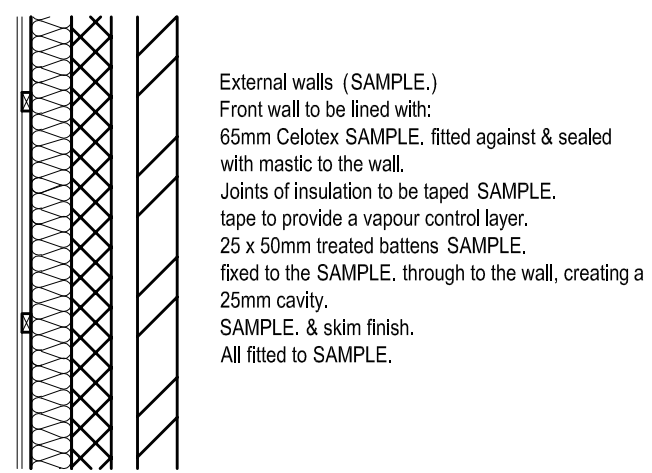 External walls (SAMPLE.)
Front wall to be lined with:
65mm Celotex SAMPLE. fitted against & sealed
with mastic to the wall.
Joints of insulation to be taped SAMPLE.
tape to provide a vapour control layer.
25 x 50mm treated battens SAMPLE.
fixed to the SAMPLE. through to the wall, creating a
25mm cavity.
SAMPLE. & skim finish.
All fitted to SAMPLE.